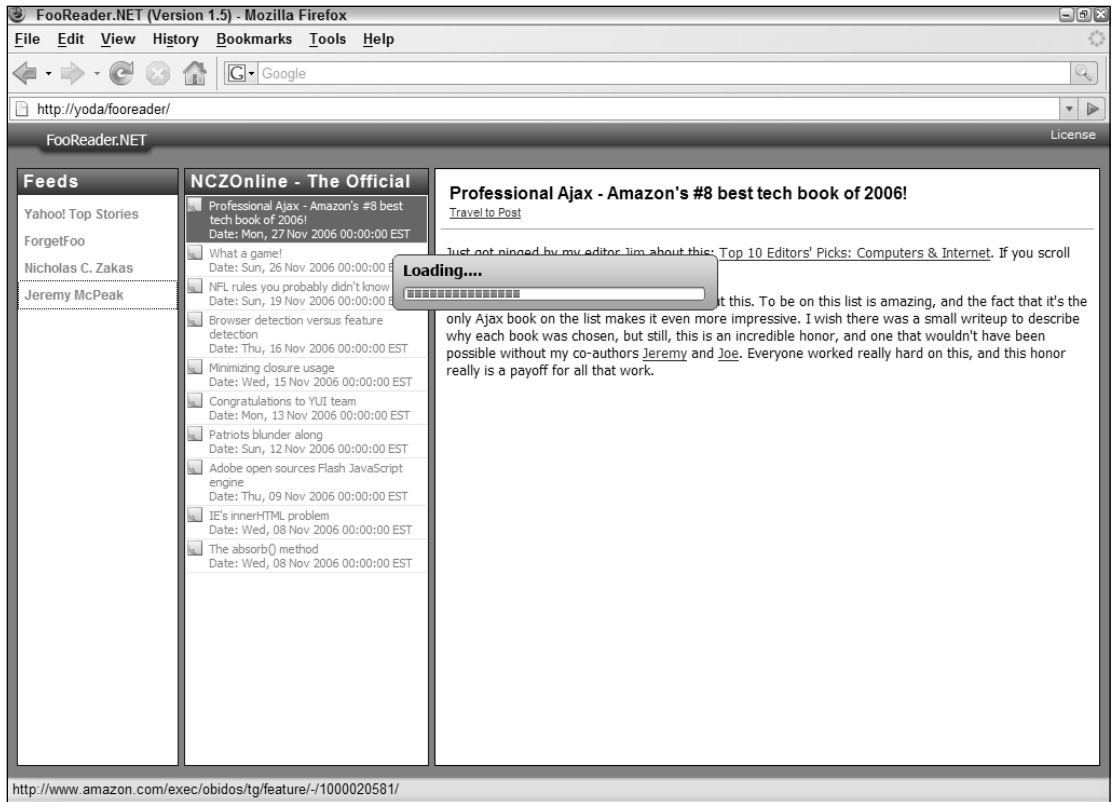 FooReader.NET (Version 1.5) - Mozilla Firefox
File Edit View History Bookmarks Tools Help
G Google
http://yoda/fooreader/
FooReader.NET
License
Feeds
Yahoo! Top Stories
ForgetFoo
Nicholas C. Zakas
Jeremy McPeak
NCZOnline - The Official
Professional Ajax - Amazon's #8 best
tech book of 2006!
Date: Mon, 27 Nov 2006 00:00:00 EST
What a game!
Date: Sun, 26 Nov 2006 00:00:00
NFL rules you probably didn't know
Date: Sun, 19 Nov 2006 00:00:00
Browser detection versus feature
detection
Date: Thu, 16 Nov 2006 00:00:00 EST
Minimizing closure usage
Date: Wed, 15 Nov 2006 00:00:00 EST
Congratulations to YUI team
Date: Mon, 13 Nov 2006 00:00:00 EST
Patriots blunder along
Date: Sun, 12 Nov 2006 00:00:00 EST
Adobe open sources Flash JavaScript
engine
Date: Thu, 09 Nov 2006 00:00:00 EST
IE's innerHTML problem
Date: Wed, 08 Nov 2006 00:00:00 EST
The absorb() method
Date: Wed, 08 Nov 2006 00:00:00 EST
Loading....
Professional Ajax - Amazon's #8 best tech book of 2006!
Travel to Post
Just got pinged by my editor Jim about this: Top 10 Editors' Picks: Computers & Internet. If you scroll
t this. To be on this list is amazing, and the fact that it's the
only Ajax book on the list makes it even more impressive. I wish there was a small writeup to describe
why each book was chosen, but still, this is an incredible honor, and one that wouldn't have been
possible without my co-authors Jeremy and Joe. Everyone worked really hard on this, and this honor
really is a payoff for all that work.
http://www.amazon.com/exec/obidos/tg/feature/-/1000020581/